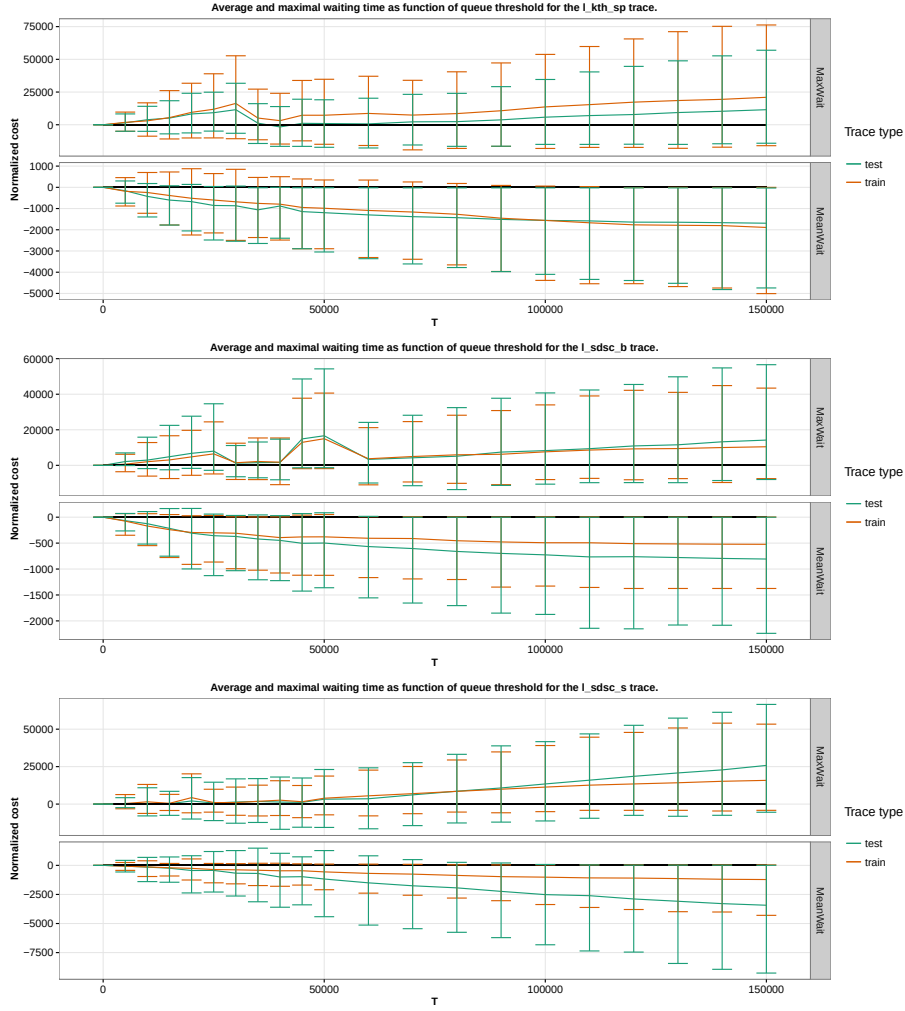 Average and maximal waiting time as function of queue threshold for the l_kth_sp trace.
75000
50000
25000
0
MaxWait
1000
0
−1000
−2000
−3000
−4000
−5000
MeanWait
Normalized cost
0
50000
100000
150000
T
Trace type
test
train
Average and maximal waiting time as function of queue threshold for the l_sdsc_b trace.
60000
40000
20000
0
MaxWait
0
−500
−1000
−1500
−2000
MeanWait
Normalized cost
0
50000
100000
150000
T
Trace type
test
train
Average and maximal waiting time as function of queue threshold for the l_sdsc_s trace.
50000
25000
0
MaxWait
0
−2500
−5000
−7500
MeanWait
Normalized cost
0
50000
100000
150000
T
Trace type
test
train